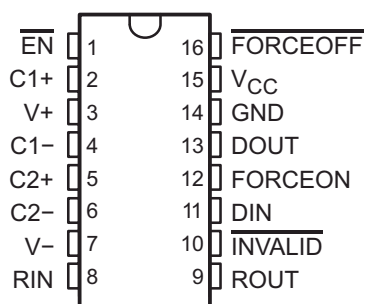 EN 1 16 FORCEOFF
C1+ 2 15 VCC
V+ 3 14 GND
C1− 4 13 DOUT
C2+ 5 12 FORCEON
C2− 6 11 DIN
V− 7 10 INVALID
RIN 8 9 ROUT